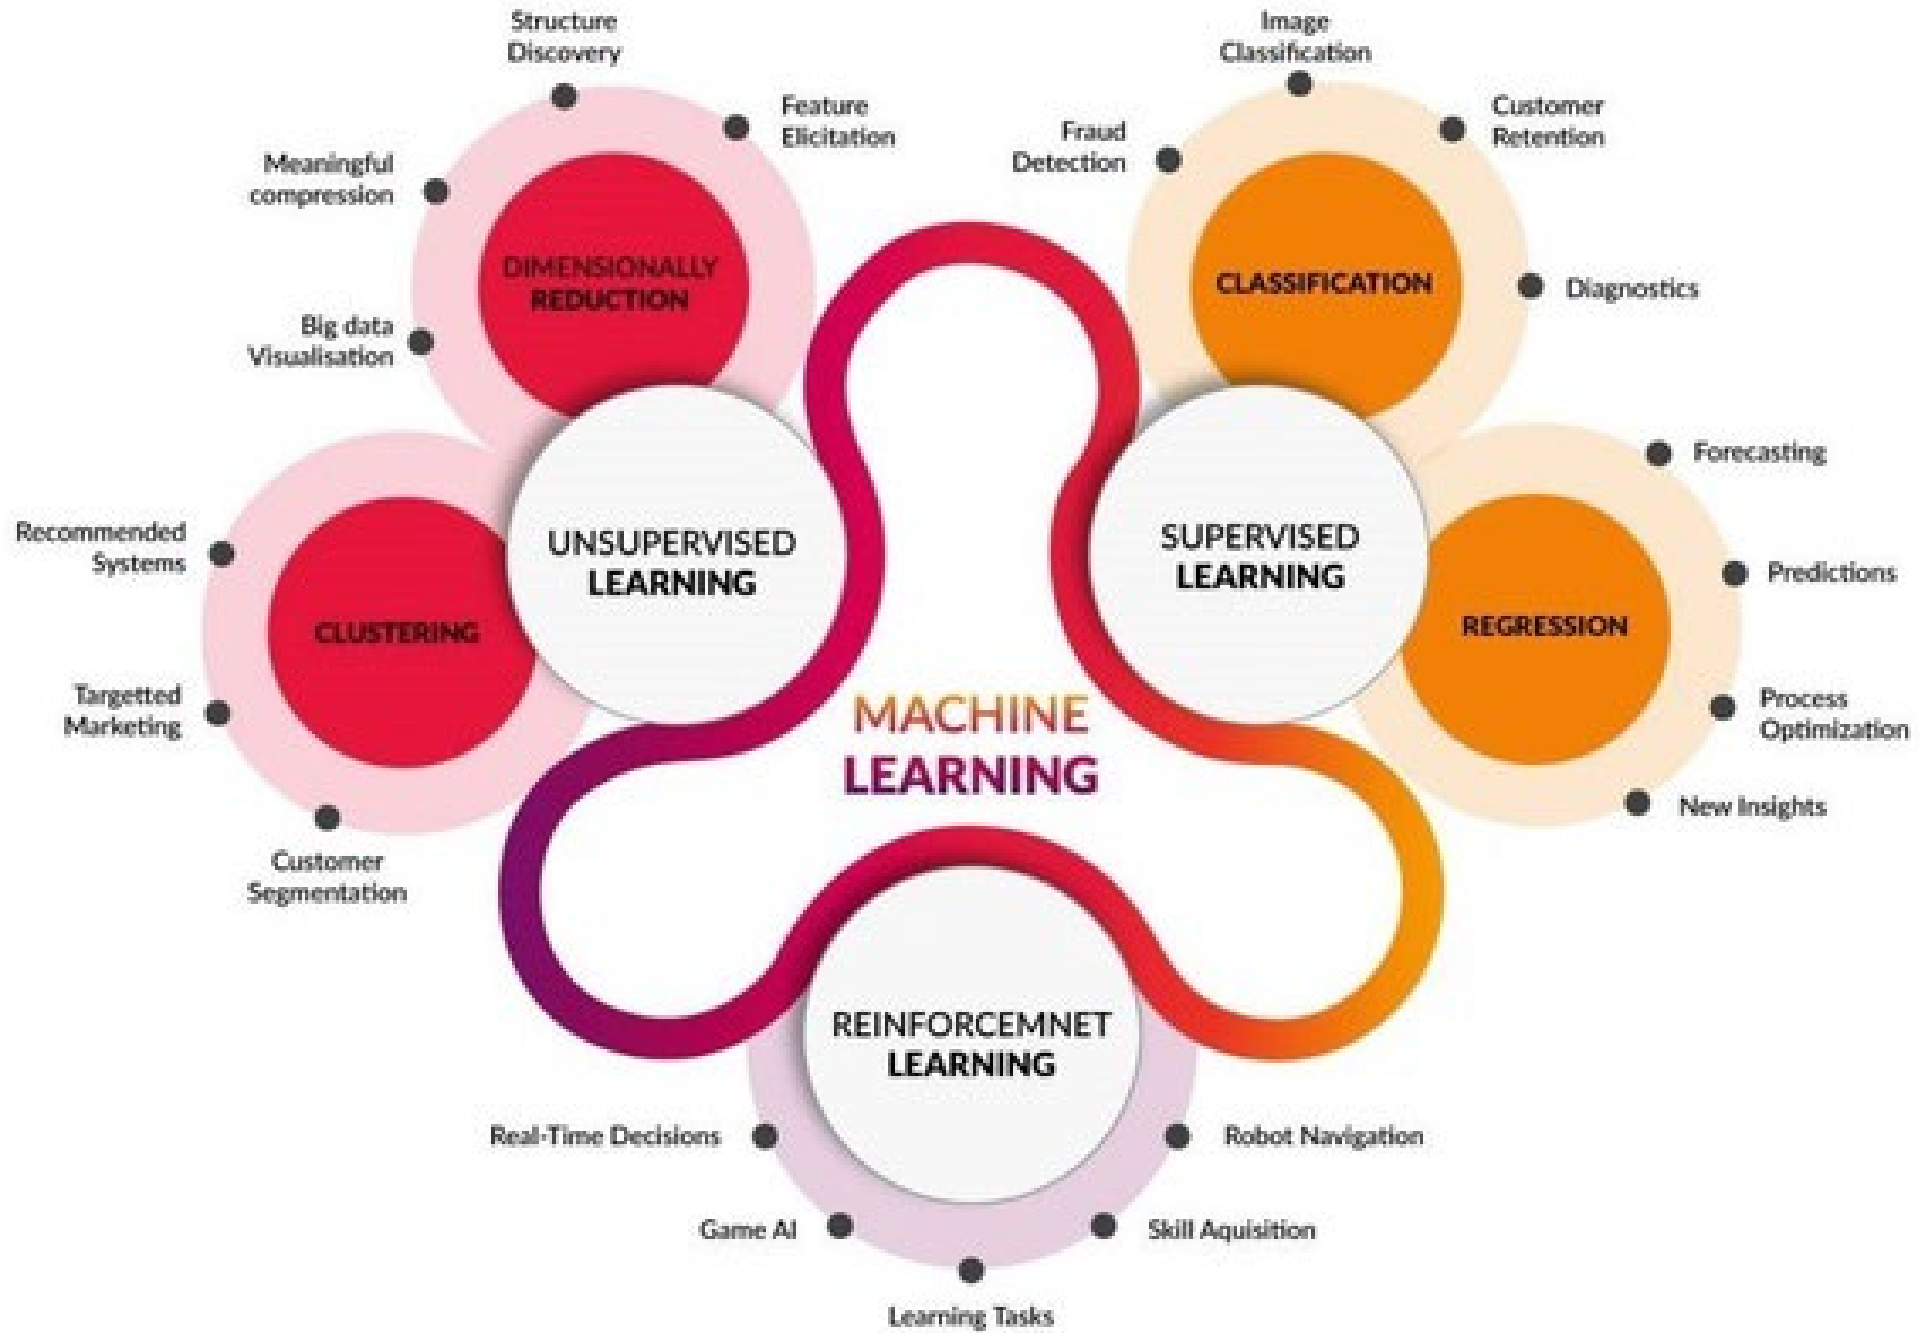 Structure
Discovery
Feature
Elicitation
Meaningful
compression
Big data
Visualisation
DIMENSIONALLY
REDUCTION
Recommended
Systems
Targetted
Marketing
Customer
Segmentation
CLUSTERING
UNSUPERVISED
LEARNING
Image
Classification
Fraud
Detection
Customer
Retention
Diagnostics
CLASSIFICATION
SUPERVISED
LEARNING
Forecasting
Predictions
Process
Optimization
New Insights
REGRESSION
MACHINE
LEARNING
REINFORCEMNET
LEARNING
Real-Time Decisions
Robot Navigation
Game AI
Skill Aquisition
Learning Tasks